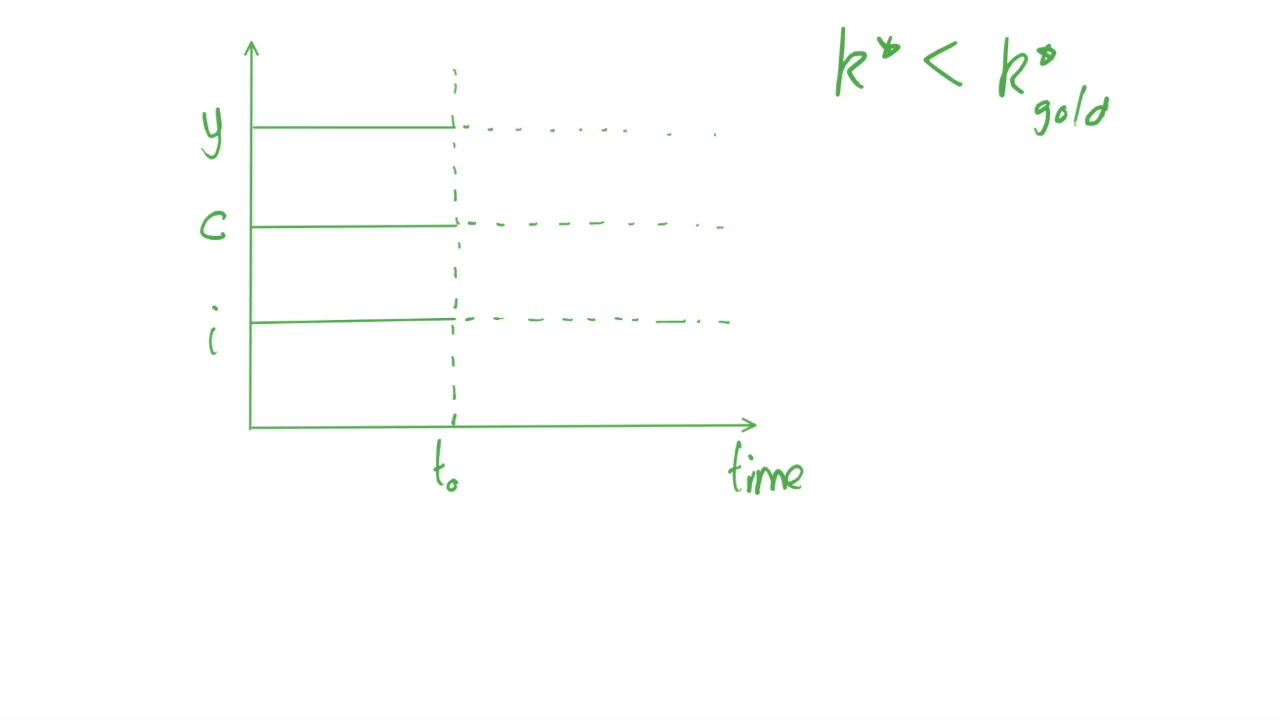 k* < k*gold
y
c
i
t₀
time